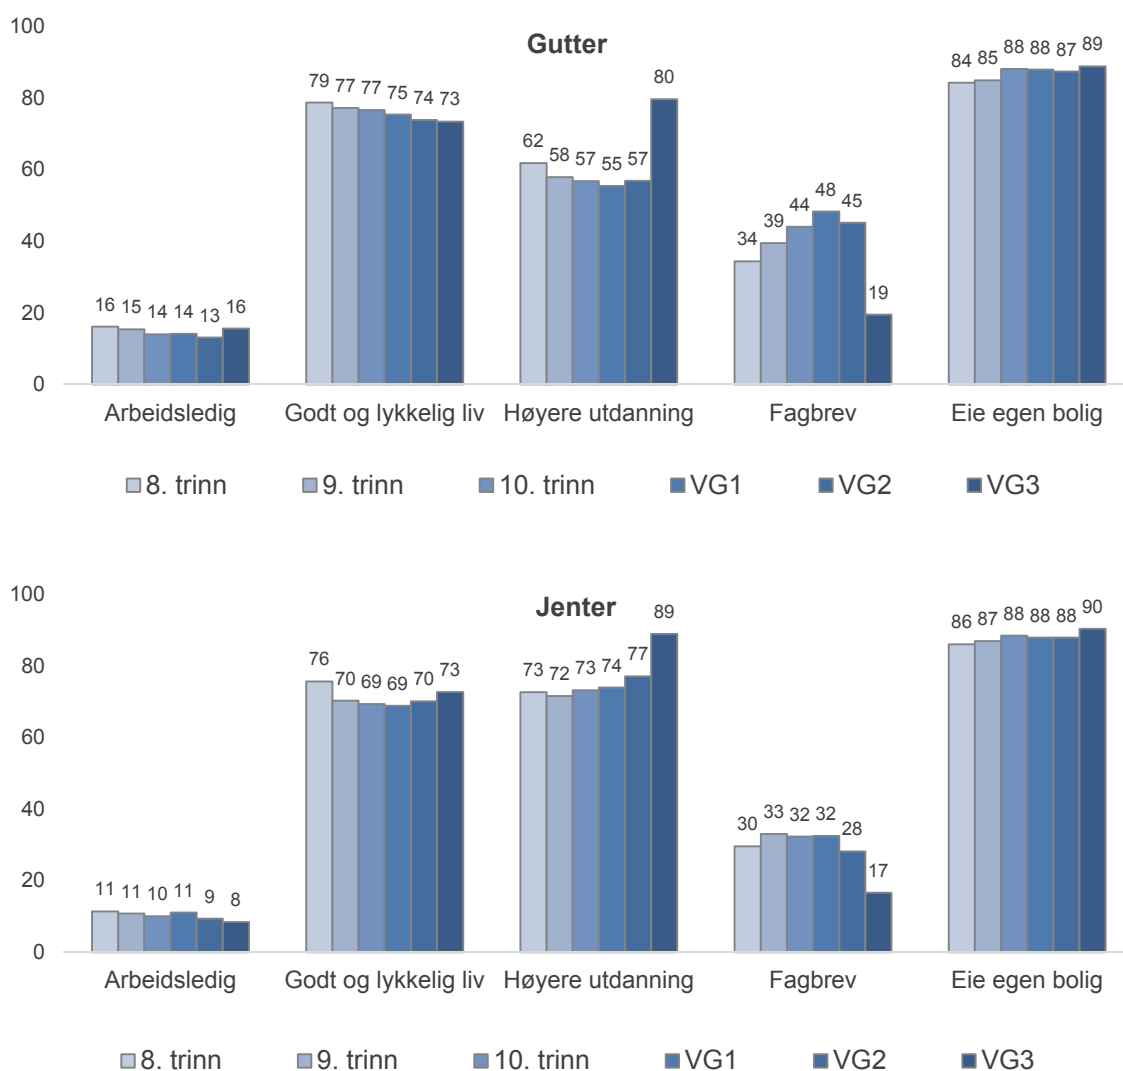 100
Gutter
80
60
40
20
0
79 77 77 75 74 73
62 58 57 55 57 80
34 39 44 48 45 19
84 85 88 88 87 89
16 15 14 14 13 16
Arbeidsledig Godt og lykkelig liv Høyere utdanning Fagbrev Eie egen bolig
8. trinn 9. trinn 10. trinn VG1 VG2 VG3
100
Jenter
80
60
40
20
0
76 70 69 69 70 73
73 72 73 74 77 89
30 33 32 32 28 17
86 87 88 88 88 90
11 11 10 11 9 8
Arbeidsledig Godt og lykkelig liv Høyere utdanning Fagbrev Eie egen bolig
8. trinn 9. trinn 10. trinn VG1 VG2 VG3